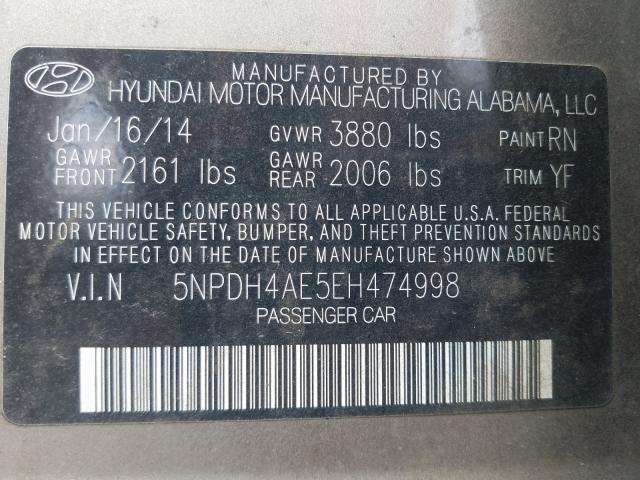 MANUFACTURED BY
HYUNDAI MOTOR MANUFACTURING ALABAMA, LLC
Jan/16/14 GVWR 3880 lbs PAINT RN
GAWR FRONT 2161 lbs GAWR REAR 2006 lbs TRIM YF
THIS VEHICLE CONFORMS TO ALL APPLICABLE U.S.A. FEDERAL
MOTOR VEHICLE SAFETY, BUMPER, AND THEFT PREVENTION STANDARDS
IN EFFECT ON THE DATE OF MANUFACTURE SHOWN ABOVE
V.I.N 5NPDH4AE5EH474998
PASSENGER CAR